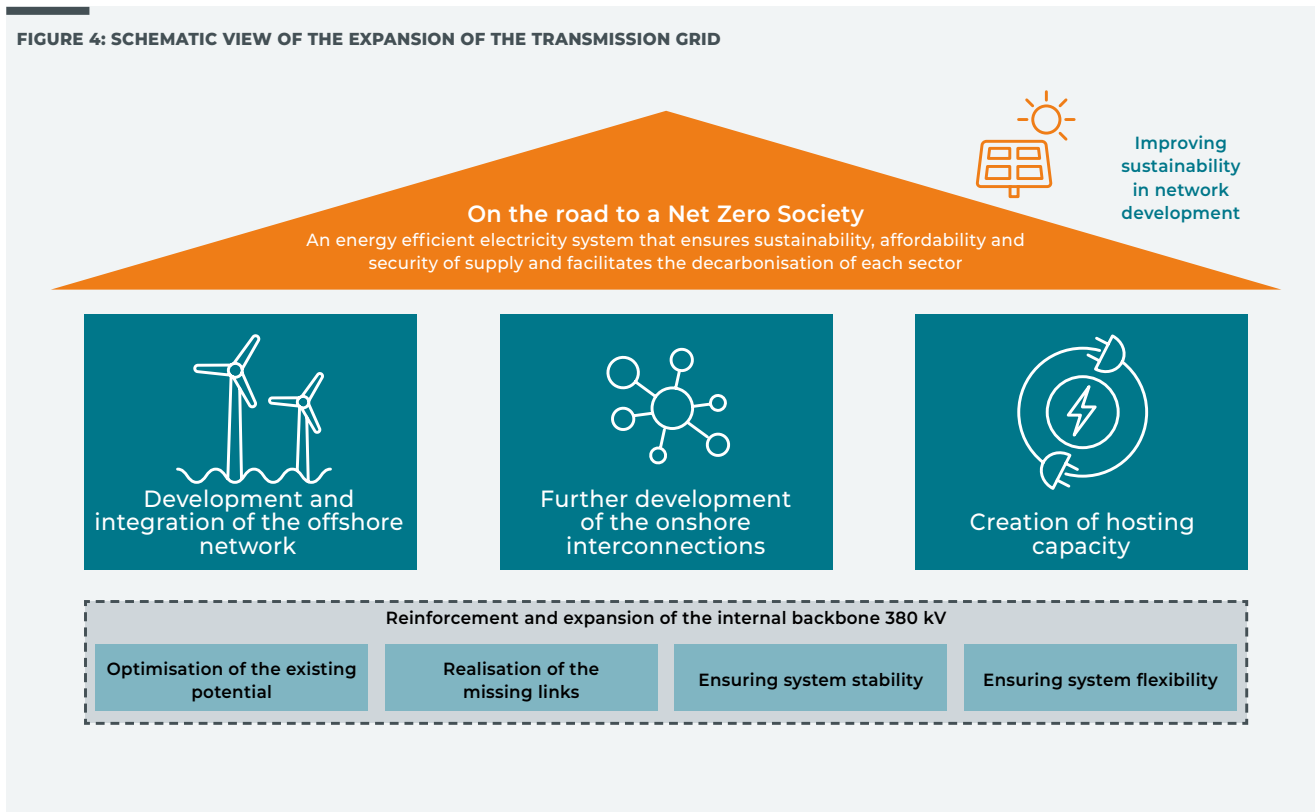 FIGURE 4: SCHEMATIC VIEW OF THE EXPANSION OF THE TRANSMISSION GRID
Improving
sustainability
in network
development
On the road to a Net Zero Society
An energy efficient electricity system that ensures sustainability, affordability and
security of supply and facilitates the decarbonisation of each sector
Development and
integration of the offshore
network
Further development
of the onshore
interconnections
Creation of hosting
capacity
Reinforcement and expansion of the internal backbone 380 kV
Optimisation of the existing
potential
Realisation of the
missing links
Ensuring system stability
Ensuring system flexibility